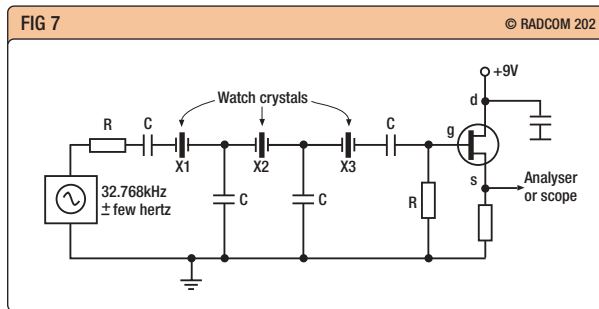 FIG 7
© RADCOM 202
+9V
d
Watch crystals
R
C
C
g
X1
X2
X3
s
Analyser
or scope
32.768kHz
± few hertz
C
C
R